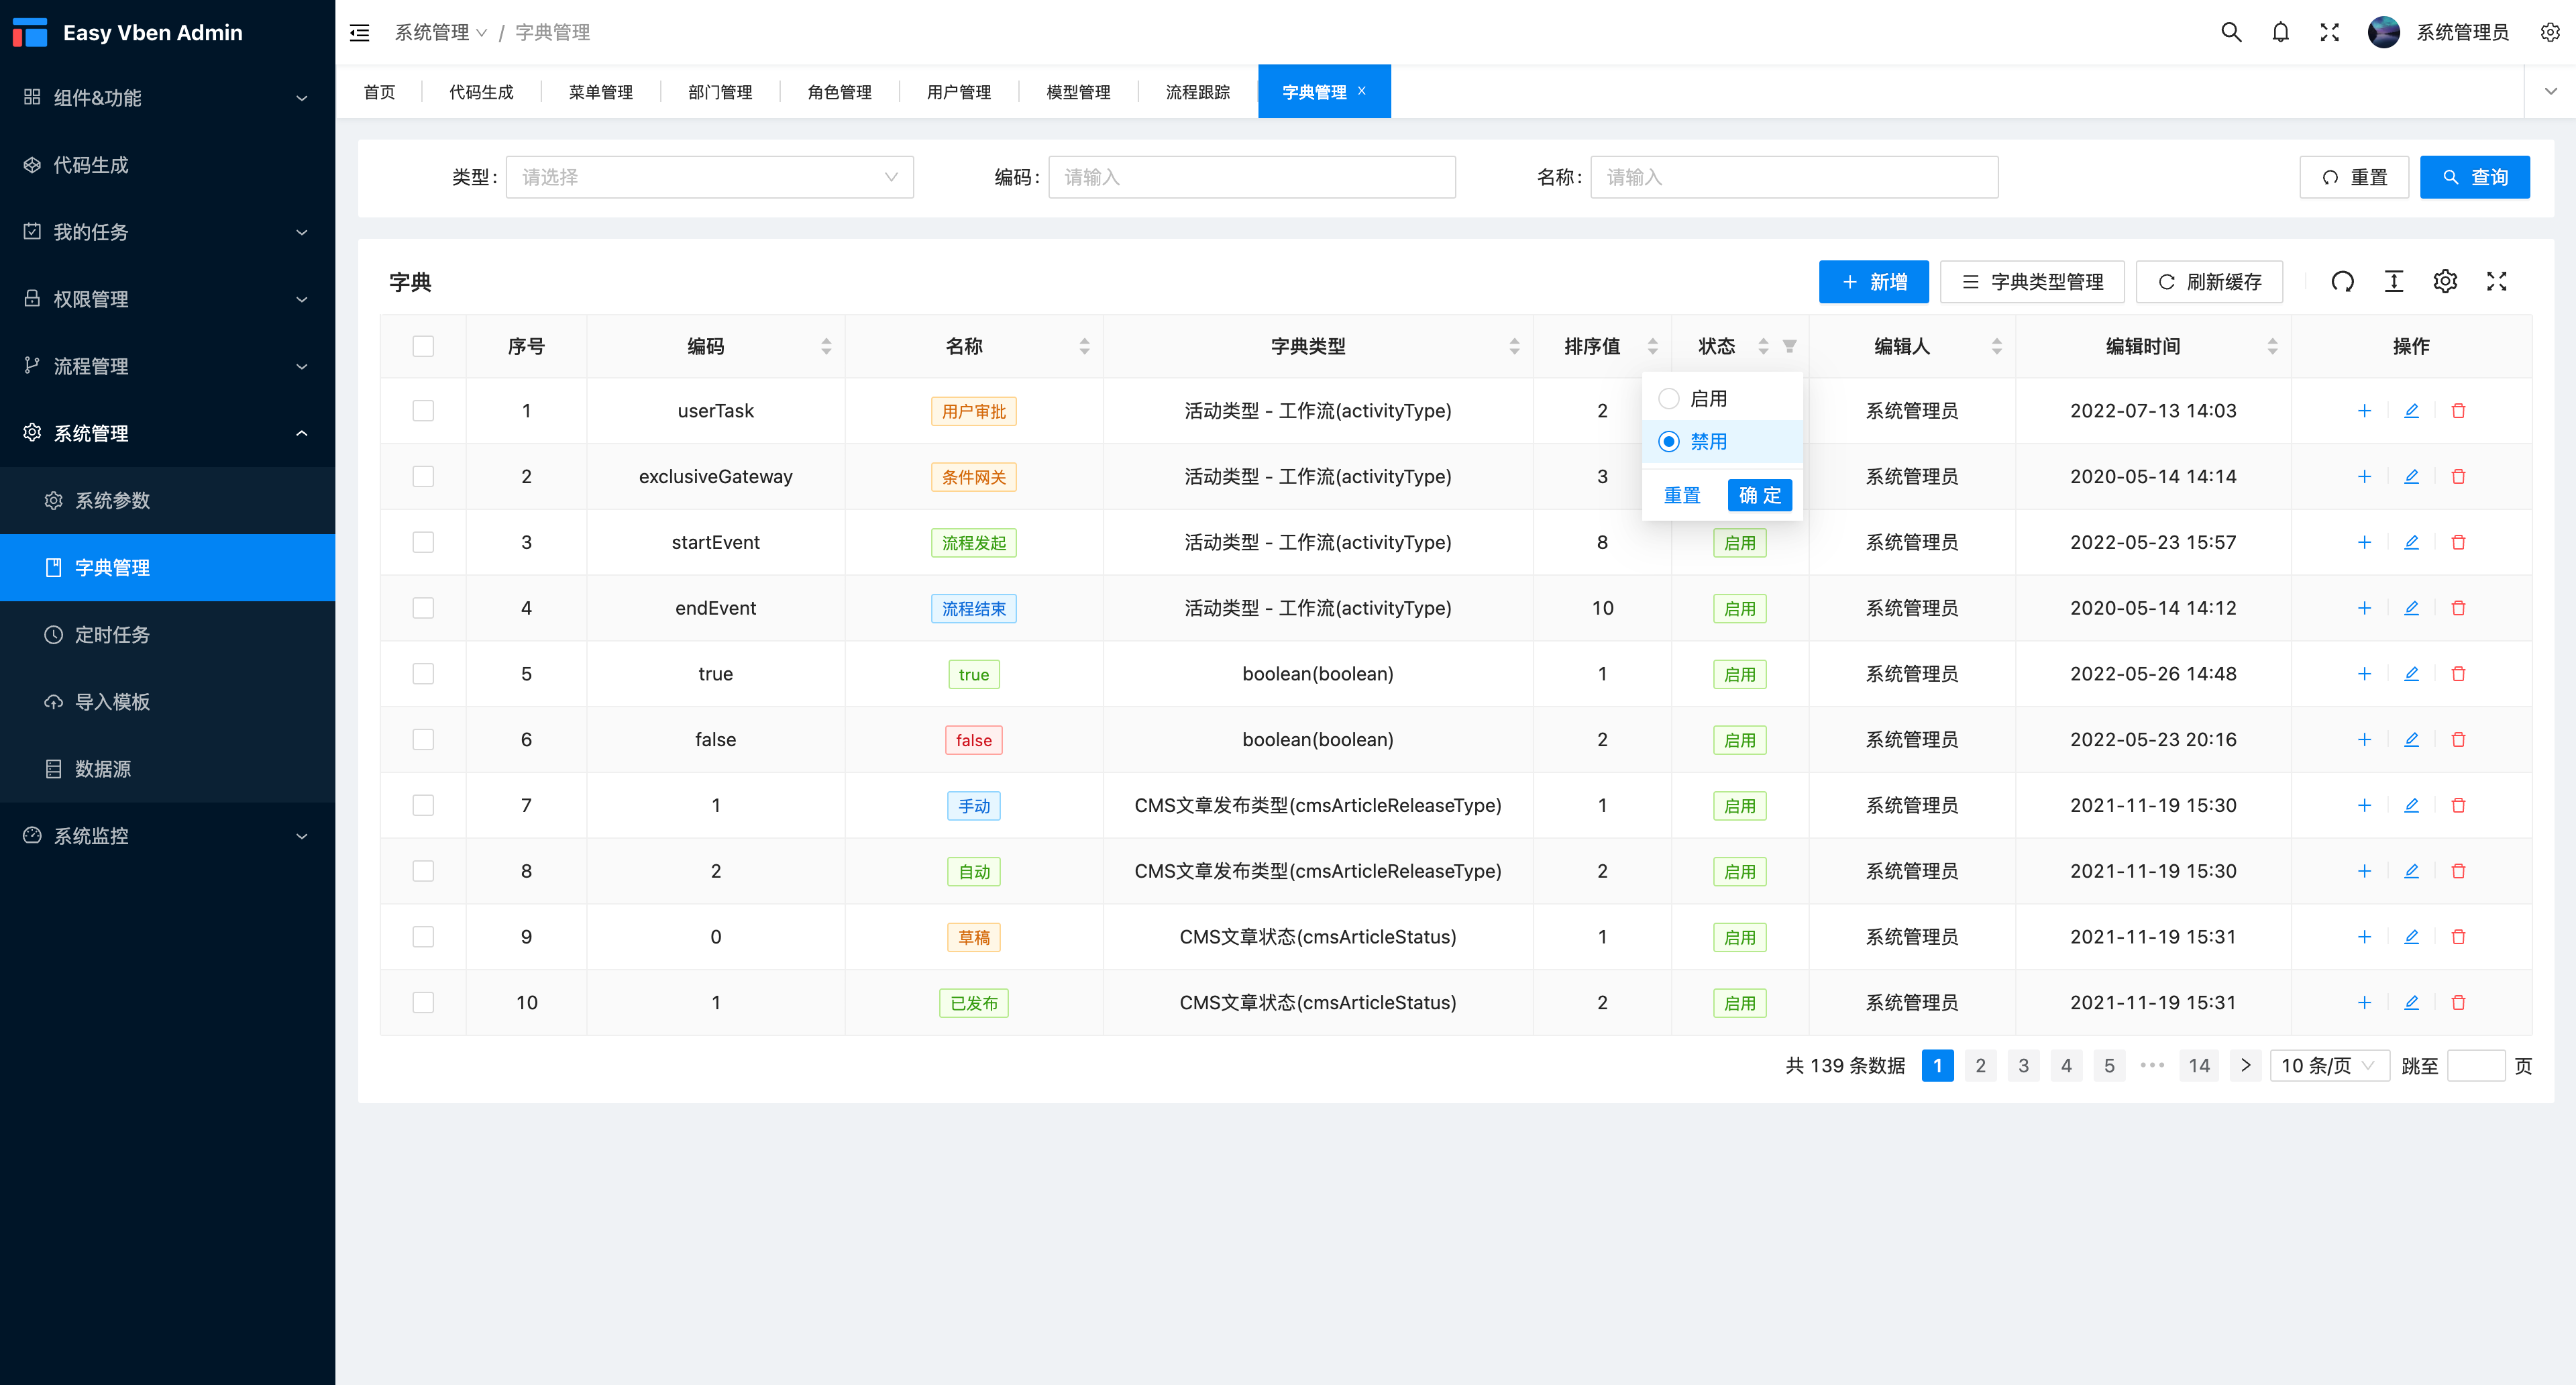 Easy Vben Admin
组件&功能
代码生成
我的任务
权限管理
流程管理
系统管理
系统参数
字典管理
定时任务
导入模板
数据源
系统监控
系统管理 / 字典管理
系统管理员
首页 代码生成 菜单管理 部门管理 角色管理 用户管理 模型管理 流程跟踪 字典管理 ×
类型: 请选择 编码: 请输入 名称: 请输入 重置 查询
字典 新增 字典类型管理 刷新缓存
序号 编码 名称 字典类型 排序值 状态 编辑人 编辑时间 操作
1 userTask 用户审批 活动类型 - 工作流(activityType) 2 系统管理员 2022-07-13 14:03
2 exclusiveGateway 条件网关 活动类型 - 工作流(activityType) 3 系统管理员 2020-05-14 14:14
启用
禁用
重置 确 定
3 startEvent 流程发起 活动类型 - 工作流(activityType) 8 启用 系统管理员 2022-05-23 15:57
4 endEvent 流程结束 活动类型 - 工作流(activityType) 10 启用 系统管理员 2020-05-14 14:12
5 true true boolean(boolean) 1 启用 系统管理员 2022-05-26 14:48
6 false false boolean(boolean) 2 启用 系统管理员 2022-05-23 20:16
7 1 手动 CMS文章发布类型(cmsArticleReleaseType) 1 启用 系统管理员 2021-11-19 15:30
8 2 自动 CMS文章发布类型(cmsArticleReleaseType) 2 启用 系统管理员 2021-11-19 15:30
9 0 草稿 CMS文章状态(cmsArticleStatus) 1 启用 系统管理员 2021-11-19 15:31
10 1 已发布 CMS文章状态(cmsArticleStatus) 2 启用 系统管理员 2021-11-19 15:31
共 139 条数据 1 2 3 4 5 ••• 14 > 10 条/页 跳至 页